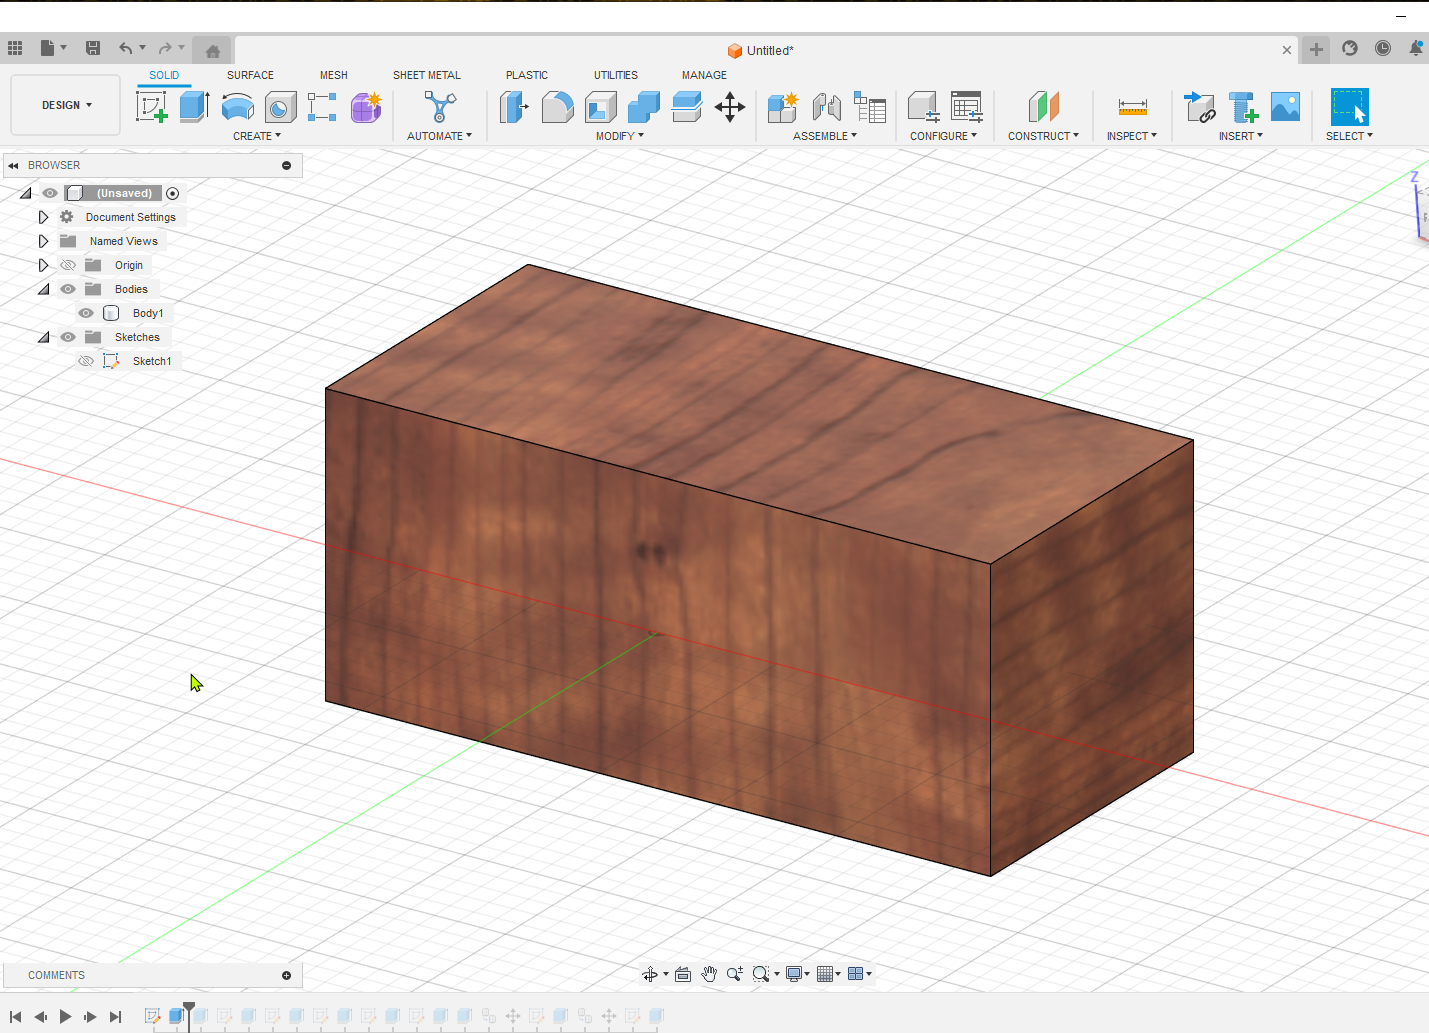 Untitled*
DESIGN
SOLID
SURFACE
MESH
SHEET METAL
PLASTIC
UTILITIES
MANAGE
CREATE
AUTOMATE
MODIFY
ASSEMBLE
CONFIGURE
CONSTRUCT
INSPECT
INSERT
SELECT
BROWSER
(Unsaved)
Document Settings
Named Views
Origin
Bodies
Body1
Sketches
Sketch1
Z
COMMENTS